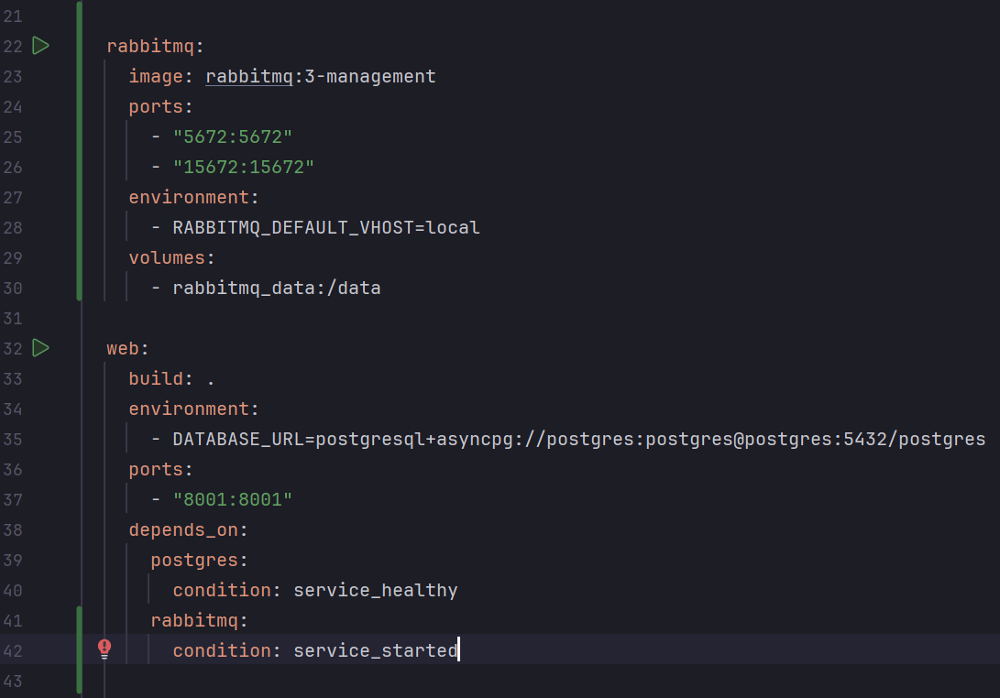 21
22 rabbitmq:
23 image: rabbitmq:3-management
24 ports:
25 - "5672:5672"
26 - "15672:15672"
27 environment:
28 - RABBITMQ_DEFAULT_VHOST=local
29 volumes:
30 - rabbitmq_data:/data
31
32 web:
33 build: .
34 environment:
35 - DATABASE_URL=postgresql+asyncpg://postgres:postgres@postgres:5432/postgres
36 ports:
37 - "8001:8001"
38 depends_on:
39 postgres:
40 condition: service_healthy
41 rabbitmq:
42 condition: service_started
43